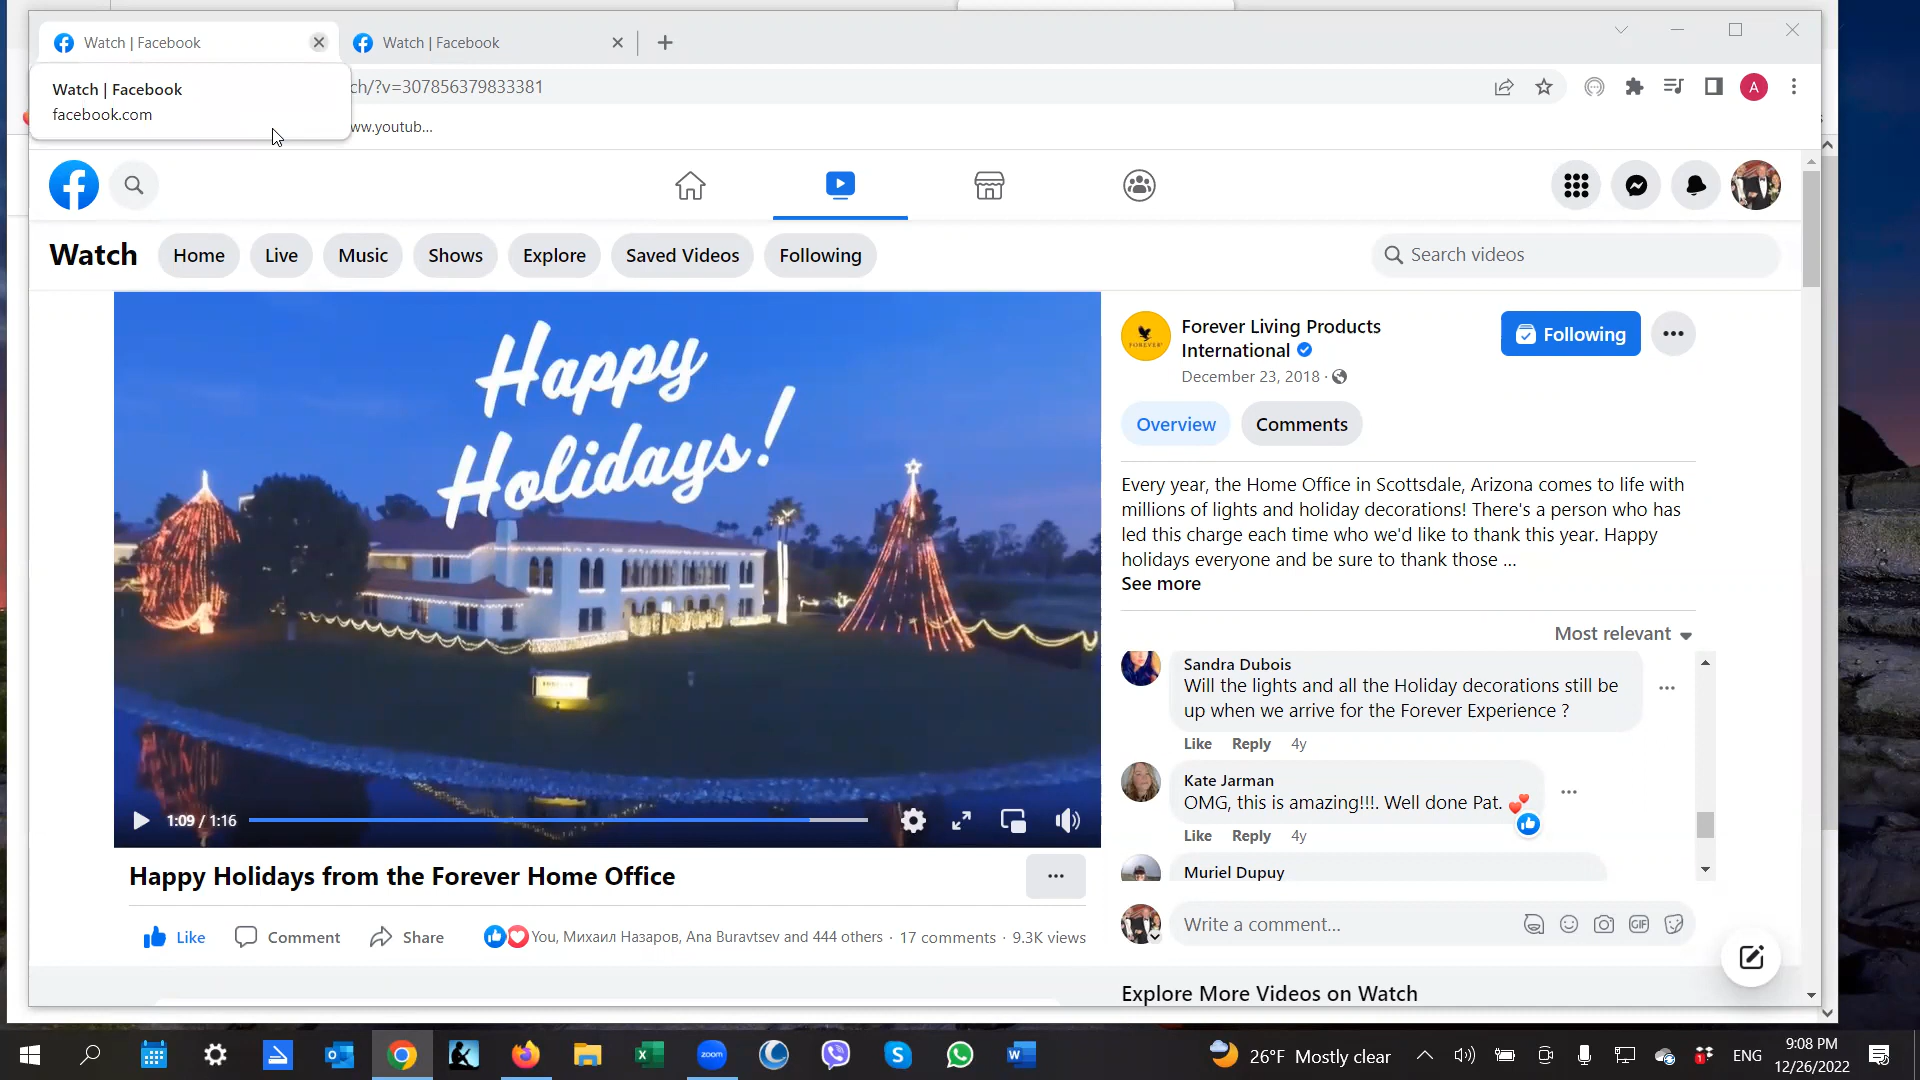 Watch | Facebook
Watch | Facebook
Watch | Facebook
facebook.com
ch/?v=307856379833381
A
ww.youtub...
Watch
Home
Live
Music
Shows
Explore
Saved Videos
Following
Search videos
Happy
Holidays!
1:09 / 1:16
Happy Holidays from the Forever Home Office
Like
Comment
Share
You, Михаил Назаров, Ana Buravtsev and 444 others · 17 comments · 9.3K views
FOREVER
Forever Living Products
International
December 23, 2018 ·
Following
Overview
Comments
Every year, the Home Office in Scottsdale, Arizona comes to life with
millions of lights and holiday decorations! There's a person who has
led this charge each time who we'd like to thank this year. Happy
holidays everyone and be sure to thank those ...
See more
Most relevant
Sandra Dubois
Will the lights and all the Holiday decorations still be
up when we arrive for the Forever Experience ?
Like Reply 4y
Kate Jarman
OMG, this is amazing!!!. Well done Pat. 💕
Like Reply 4y
Muriel Dupuy
Write a comment...
GIF
Explore More Videos on Watch
zoom
26°F Mostly clear
1
ENG
9:08 PM
12/26/2022